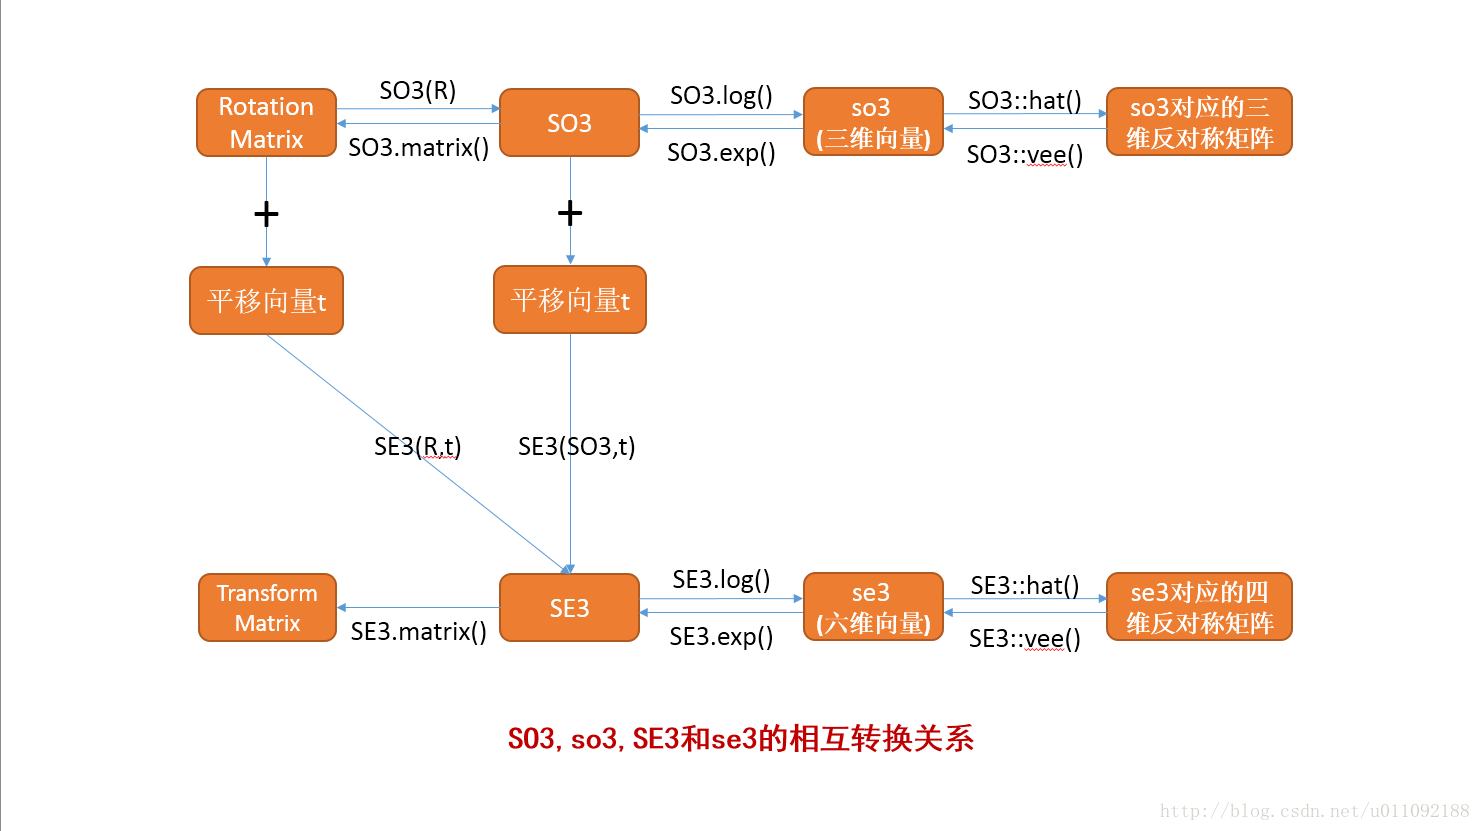 SO3(R)
Rotation
Matrix
SO3.matrix()
SO3
SO3.log()
SO3.exp()
so3
(三维向量)
SO3::hat()
SO3::vee()
so3对应的三
维反对称矩阵
+
+
平移向量t
平移向量t
SE3(R,t)
SE3(SO3,t)
Transform
Matrix
SE3.matrix()
SE3
SE3.log()
SE3.exp()
se3
(六维向量)
SE3::hat()
SE3::vee()
se3对应的四
维反对称矩阵
SO3, so3, SE3和se3的相互转换关系
http://blog.csdn.net/u011092188